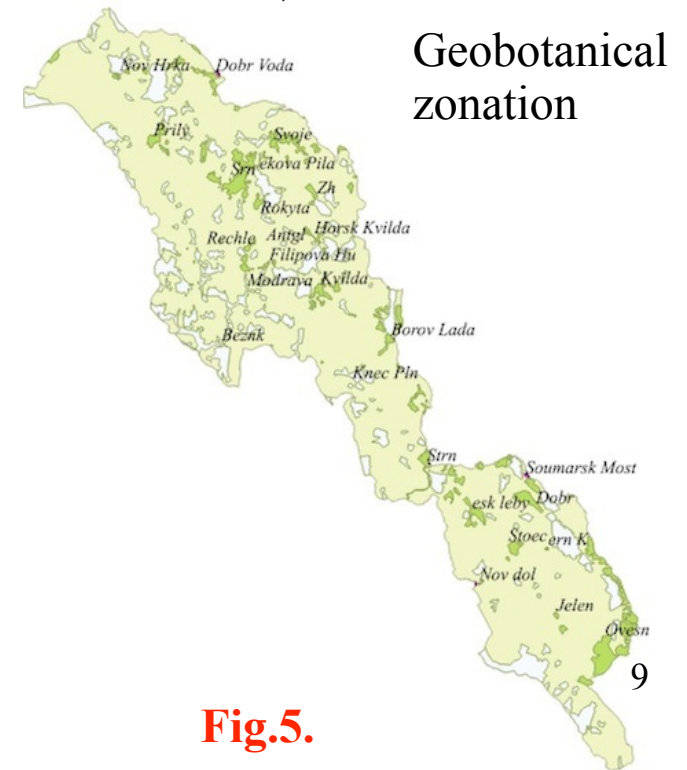 Geobotanical
zonation
Nov Hrka
Dobr Voda
Prily
Svoje
Srn
ekova Pila
Zh
Rokyta
Rechle
Antgl
Horsk Kvilda
Filipova Hu
Modrava
Kvilda
Beznk
Borov Lada
Knec Pln
Strn
Soumarsk Most
esk leby
Dobr
Stoec
ern K
Nov dol
Jelen
Ovesn
9
Fig.5.